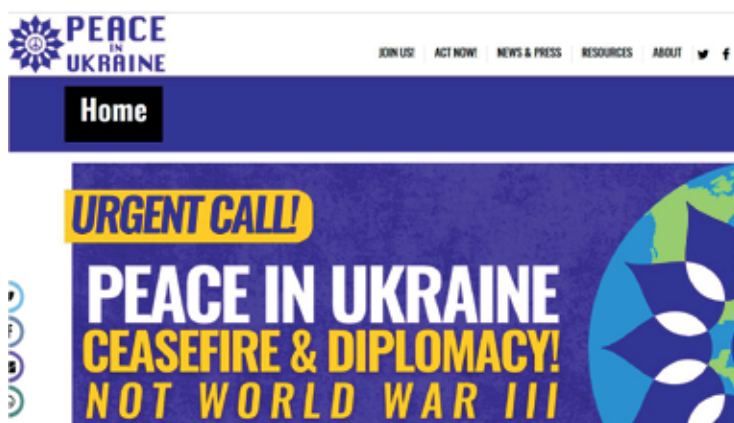 PEACE
IN
UKRAINE
JOIN US! ACT NOW! NEWS & PRESS RESOURCES ABOUT
Home
URGENT CALL!
PEACE IN UKRAINE
CEASEFIRE & DIPLOMACY!
NOT WORLD WAR III